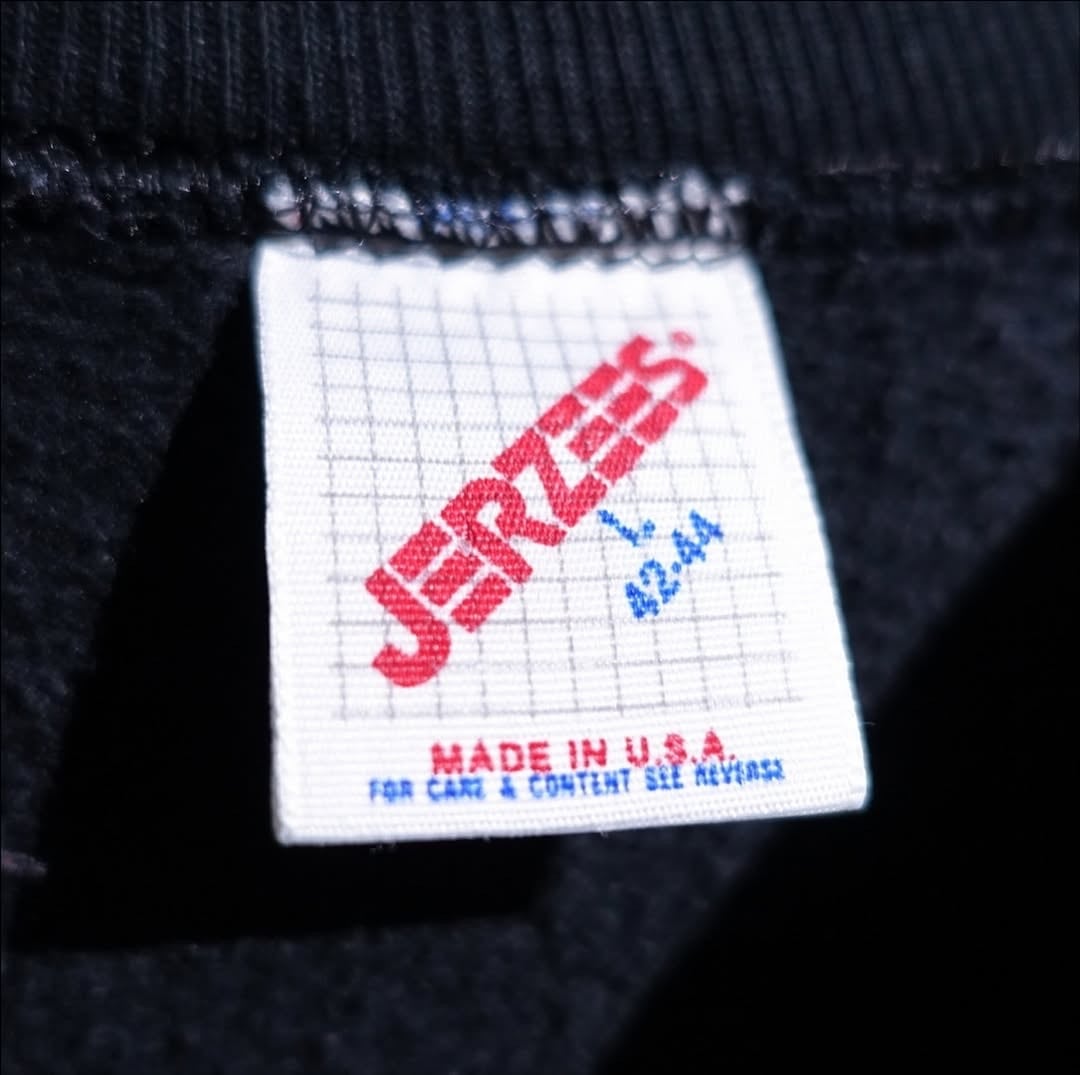 JERZEES®
L
42-44
MADE IN U.S.A.
FOR CARE & CONTENT SEE REVERSE